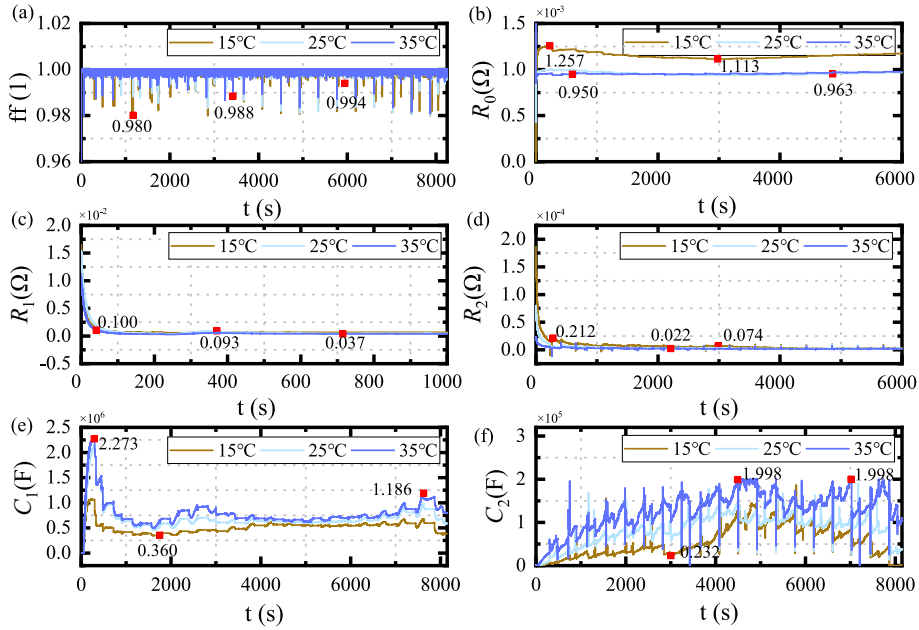 (a)
1.02
1.00
0.98
0.96
ff (1)
15℃ 25℃ 35℃
0.980
0.988
0.994
0 2000 4000 6000 8000
t (s)
(b)
×10⁻³
1.5
1.0
0.5
0.0
R₀(Ω)
15℃ 25℃ 35℃
1.257
1.113
0.950
0.963
0 2000 4000 6000
t (s)
(c)
×10⁻²
2.0
1.5
1.0
0.5
0.0
-0.5
R₁(Ω)
15℃ 25℃ 35℃
0.100
0.093
0.037
0 200 400 600 800 1000
t (s)
(d)
×10⁻⁴
2.0
1.0
1.0
0.0
0.0
R₂(Ω)
15℃ 25℃ 35℃
0.212
0.022
0.074
0 2000 4000 6000
t (s)
(e)
×10⁶
2.5
2.0
1.5
1.0
0.5
0.0
C₁(F)
15℃ 25℃ 35℃
2.273
1.186
0.360
0 2000 4000 6000 8000
t (s)
(f)
×10⁵
3
2
1
0
C₂(F)
15℃ 25℃ 35℃
1.998
1.998
0.232
0 2000 4000 6000 8000
t (s)